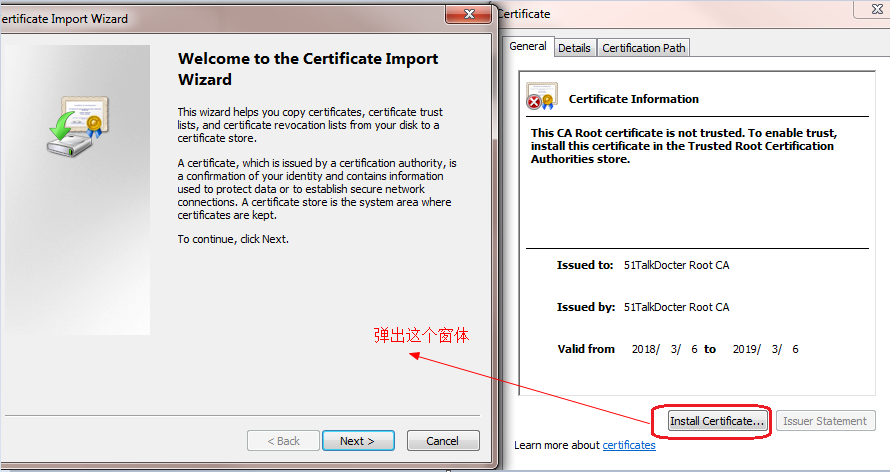 ertificate Import Wizard
Welcome to the Certificate Import
Wizard
This wizard helps you copy certificates, certificate trust
lists, and certificate revocation lists from your disk to a
certificate store.
A certificate, which is issued by a certification authority, is
a confirmation of your identity and contains information
used to protect data or to establish secure network
connections. A certificate store is the system area where
certificates are kept.
To continue, click Next.
弹出这个窗体
< Back
Next >
Cancel
Certificate
General
Details
Certification Path
Certificate Information
This CA Root certificate is not trusted. To enable trust,
install this certificate in the Trusted Root Certification
Authorities store.
Issued to: 51TalkDocter Root CA
Issued by: 51TalkDocter Root CA
Valid from 2018/ 3/ 6 to 2019/ 3/ 6
Install Certificate...
Issuer Statement
Learn more about certificates